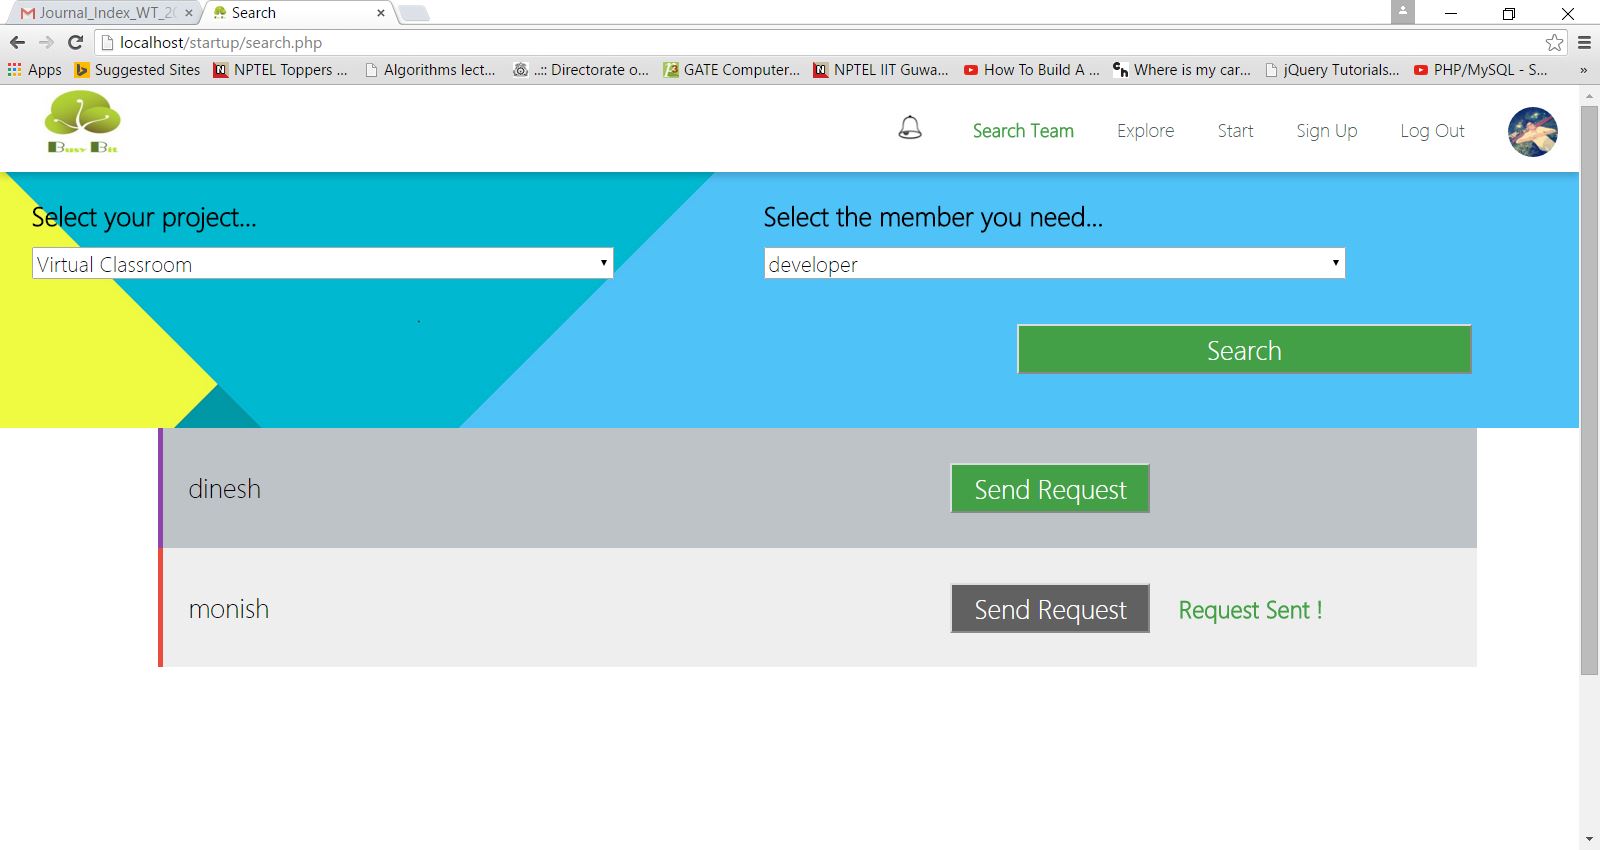 Journal_Index_WT_20
Search
localhost/startup/search.php
Apps Suggested Sites NPTEL Toppers ... Algorithms lect... ..:: Directorate o... GATE Computer... NPTEL IIT Guwa... How To Build A ... Where is my car... jQuery Tutorials... PHP/MySQL - S... »
Busy Bit
Search Team Explore Start Sign Up Log Out
Select your project...
Select the member you need...
Virtual Classroom
developer
Search
dinesh
Send Request
monish
Send Request
Request Sent !